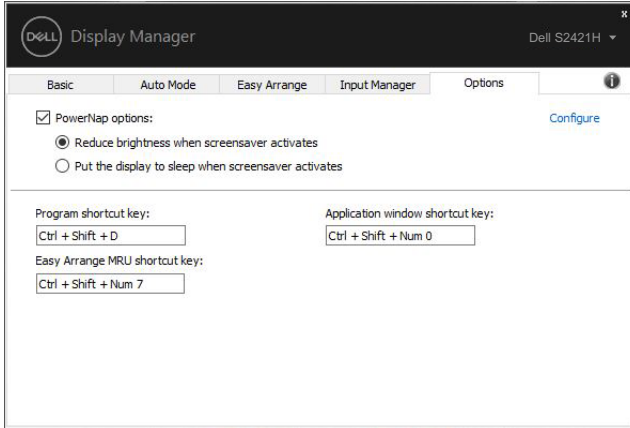 x
DELL Display Manager
Dell S2421H
Basic Auto Mode Easy Arrange Input Manager Options
PowerNap options:
Configure
Reduce brightness when screensaver activates
Put the display to sleep when screensaver activates
Program shortcut key:
Application window shortcut key:
Ctrl + Shift + D
Ctrl + Shift + Num 0
Easy Arrange MRU shortcut key:
Ctrl + Shift + Num 7